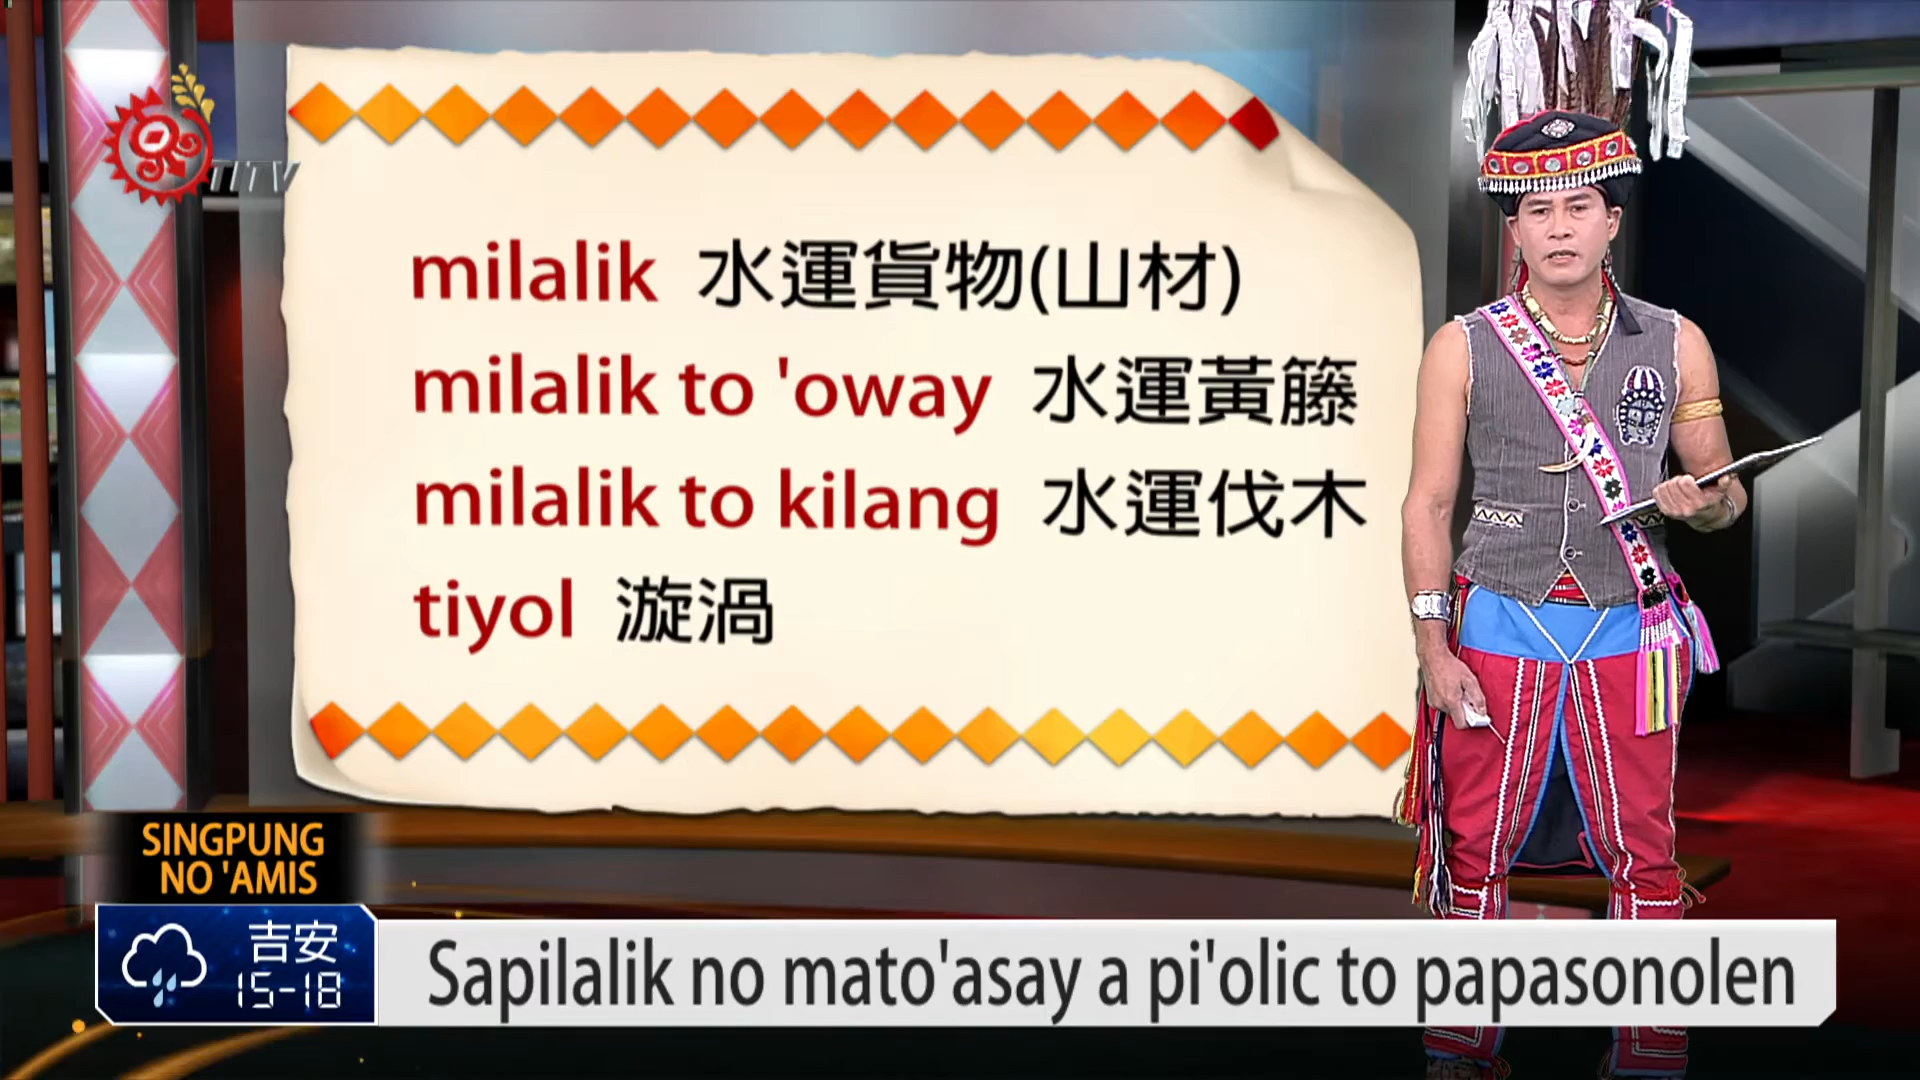 TITV
milalik 水運貨物(山材)
milalik to 'oway 水運黃籐
milalik to kilang 水運伐木
tiyol 漩渦
SINGPUNG
NO 'AMIS
吉安
15-18
Sapilalik no mato'asay a pi'olic to papasonolen